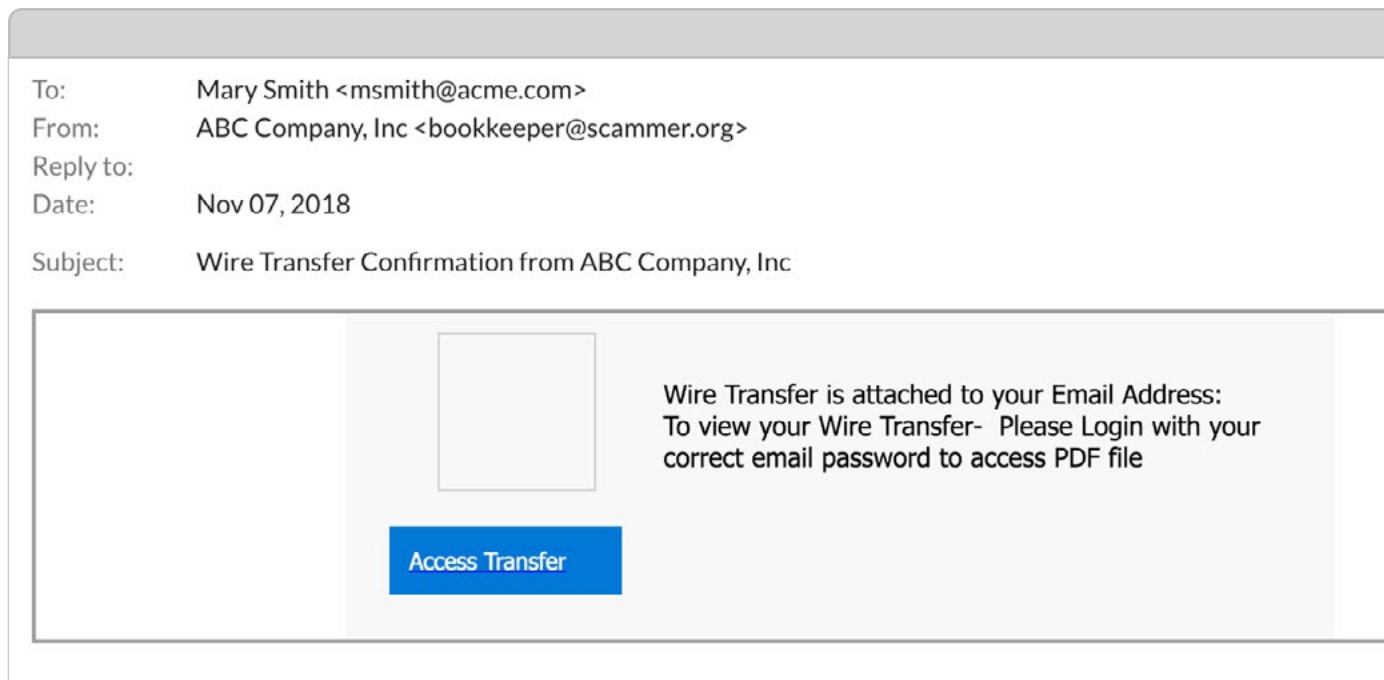 To: Mary Smith <msmith@acme.com>
From: ABC Company, Inc <bookkeeper@scammer.org>
Reply to:
Date: Nov 07, 2018
Subject: Wire Transfer Confirmation from ABC Company, Inc
Wire Transfer is attached to your Email Address:
To view your Wire Transfer-  Please Login with your
correct email password to access PDF file
Access Transfer